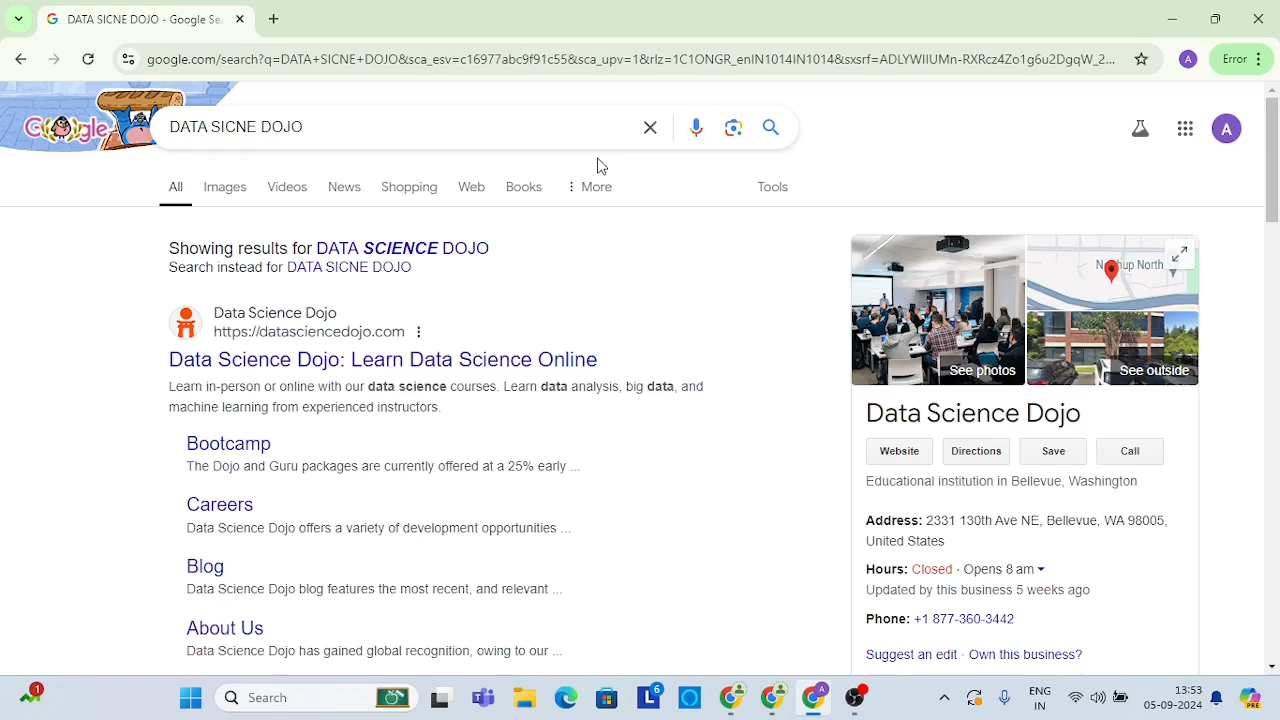 DATA SICNE DOJO - Google Se
google.com/search?q=DATA+SICNE+DOJO&sca_esv=c16977abc9f91c55&sca_upv=1&rlz=1C1ONGR_enIN1014IN1014&sxsrf=ADLYWIIUMn-RXRcz4Zo1g6u2DgqW_2...
A
Error
Google
DATA SICNE DOJO
A
All Images Videos News Shopping Web Books More Tools
Showing results for DATA SCIENCE DOJO
Search instead for DATA SICNE DOJO
Data Science Dojo
https://datasciencedojo.com
Data Science Dojo: Learn Data Science Online
Learn in-person or online with our data science courses. Learn data analysis, big data, and
machine learning from experienced instructors.
Bootcamp
The Dojo and Guru packages are currently offered at a 25% early ...
Careers
Data Science Dojo offers a variety of development opportunities ...
Blog
Data Science Dojo blog features the most recent, and relevant ...
About Us
Data Science Dojo has gained global recognition, owing to our ...
See photos
See outside
Data Science Dojo
Website Directions Save Call
Educational institution in Bellevue, Washington
Address: 2331 130th Ave NE, Bellevue, WA 98005,
United States
Hours: Closed · Opens 8 am
Updated by this business 5 weeks ago
Phone: +1 877-360-3442
Suggest an edit · Own this business?
1
Search
6
A
ENG
IN
13:53
05-09-2024
PRE